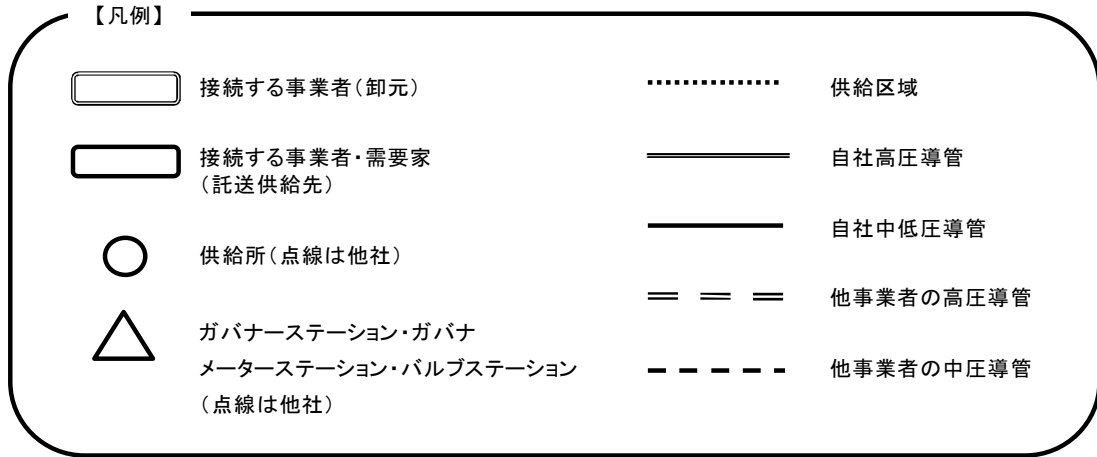 【凡例】
接続する事業者(卸元)
接続する事業者・需要家
(託送供給先)
供給所(点線は他社)
ガバナーステーション・ガバナ
メーターステーション・バルブステーション
(点線は他社)
供給区域
自社高圧導管
自社中低圧導管
他事業者の高圧導管
他事業者の中圧導管